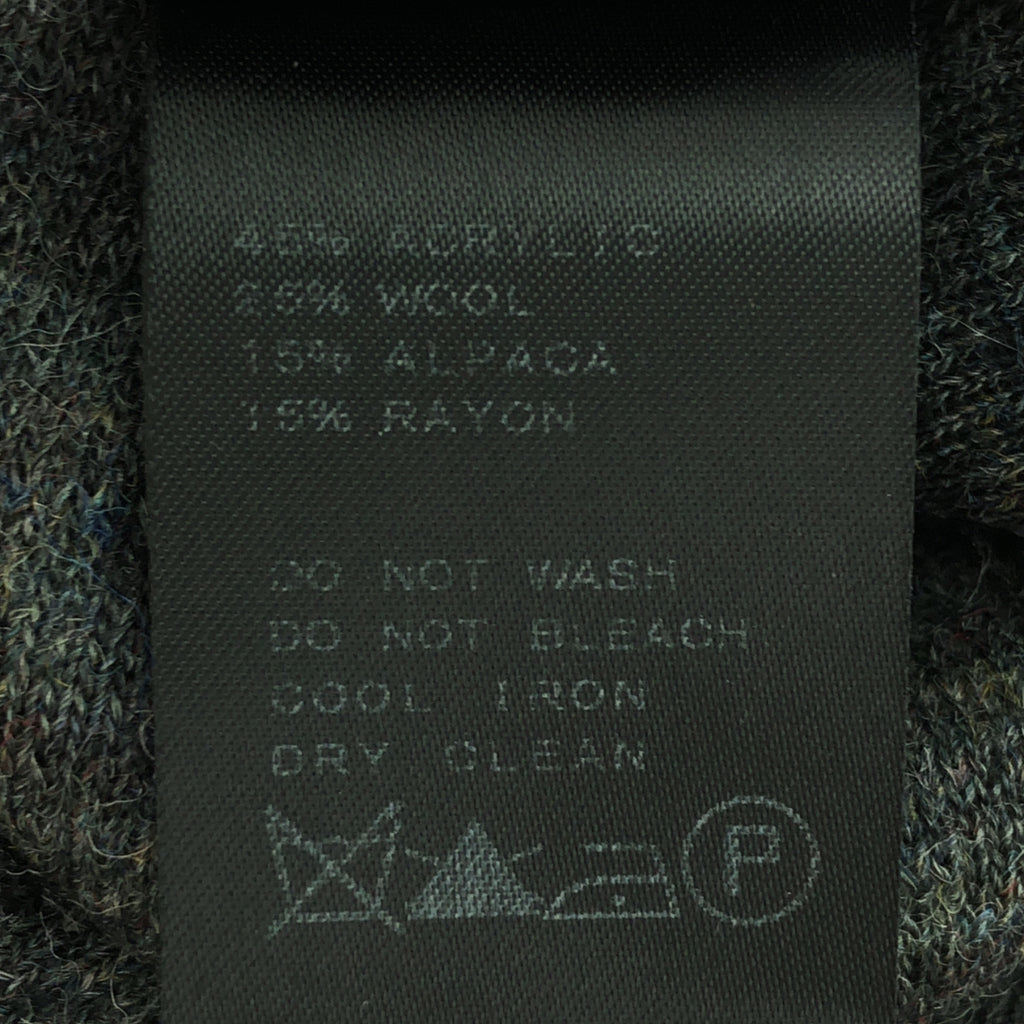 45% ACRYLIC
25% WOOL
15% ALPACA
15% RAYON
DO NOT WASH
DO NOT BLEACH
COOL IRON
DRY CLEAN
P